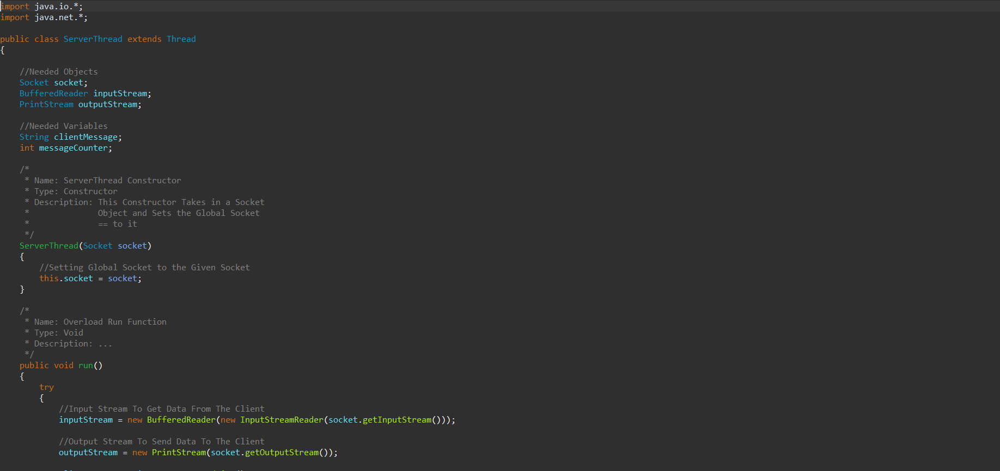 import java.io.*;
import java.net.*;
public class ServerThread extends Thread
{
//Needed Objects
Socket socket;
BufferedReader inputStream;
PrintStream outputStream;
//Needed Variables
String clientMessage;
int messageCounter;
/*
* Name: ServerThread Constructor
* Type: Constructor
* Description: This Constructor Takes in a Socket
* Object and Sets the Global Socket
* == to it
*/
ServerThread(Socket socket)
{
//Setting Global Socket to the Given Socket
this.socket = socket;
}
/*
* Name: Overload Run Function
* Type: Void
* Description: ...
*/
public void run()
{
try
{
//Input Stream To Get Data From The Client
inputStream = new BufferedReader(new InputStreamReader(socket.getInputStream()));
//Output Stream To Send Data To The Client
outputStream = new PrintStream(socket.getOutputStream());